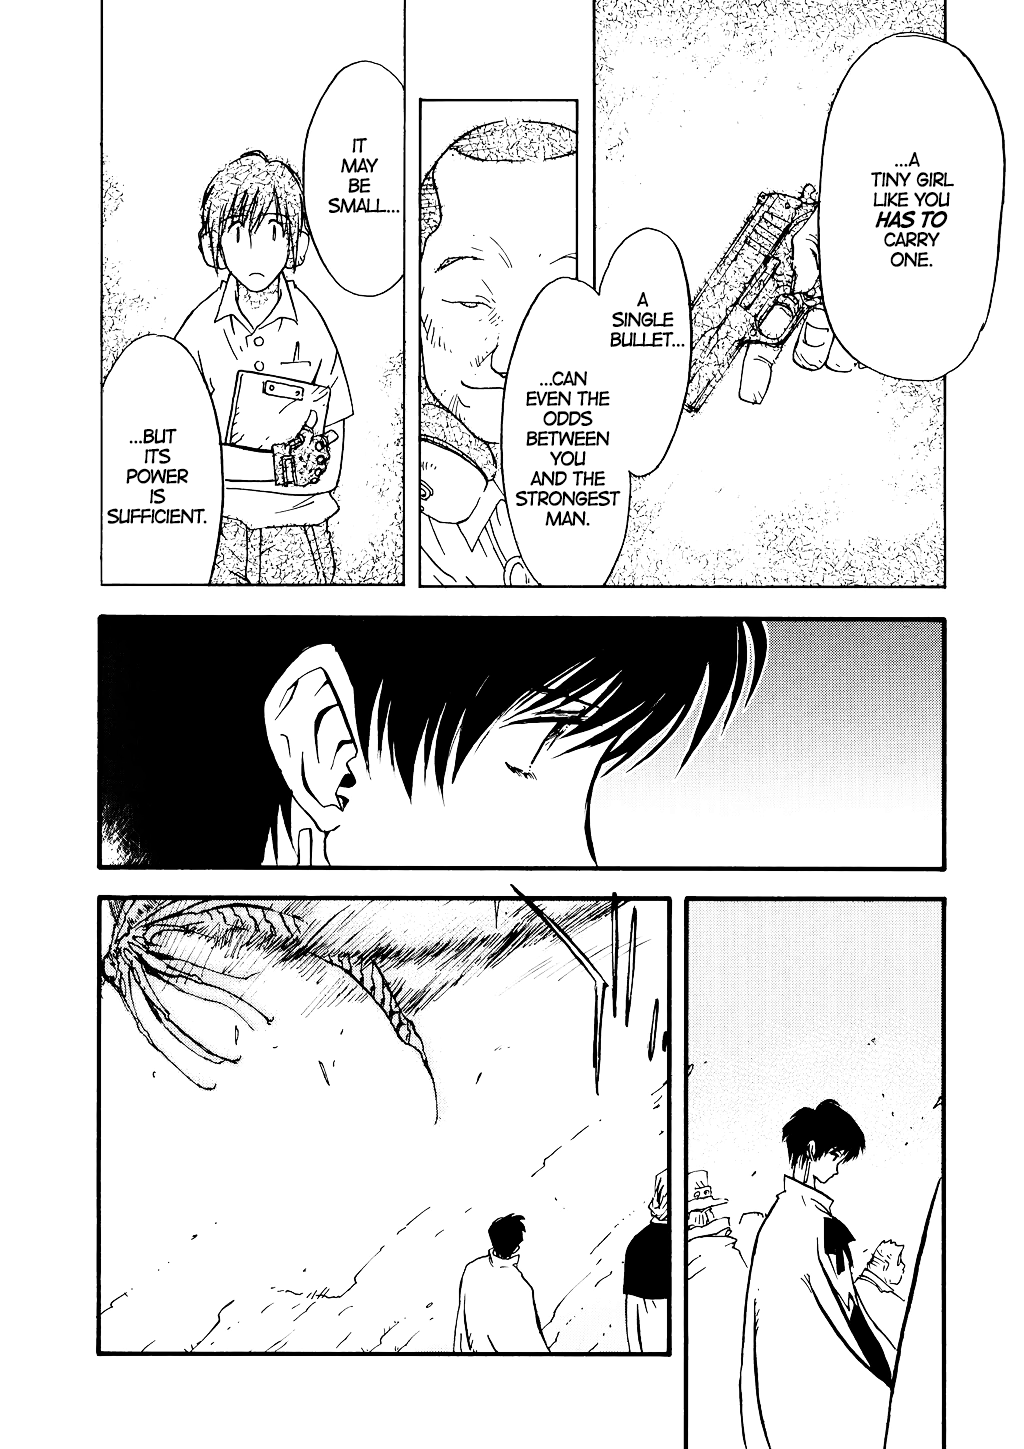 ...A
TINY GIRL
LIKE YOU
HAS TO
CARRY
ONE.
A
SINGLE
BULLET...
...CAN
EVEN THE
ODDS
BETWEEN
YOU
AND THE
STRONGEST
MAN.
IT
MAY
BE
SMALL...
...BUT
ITS
POWER
IS
SUFFICIENT.